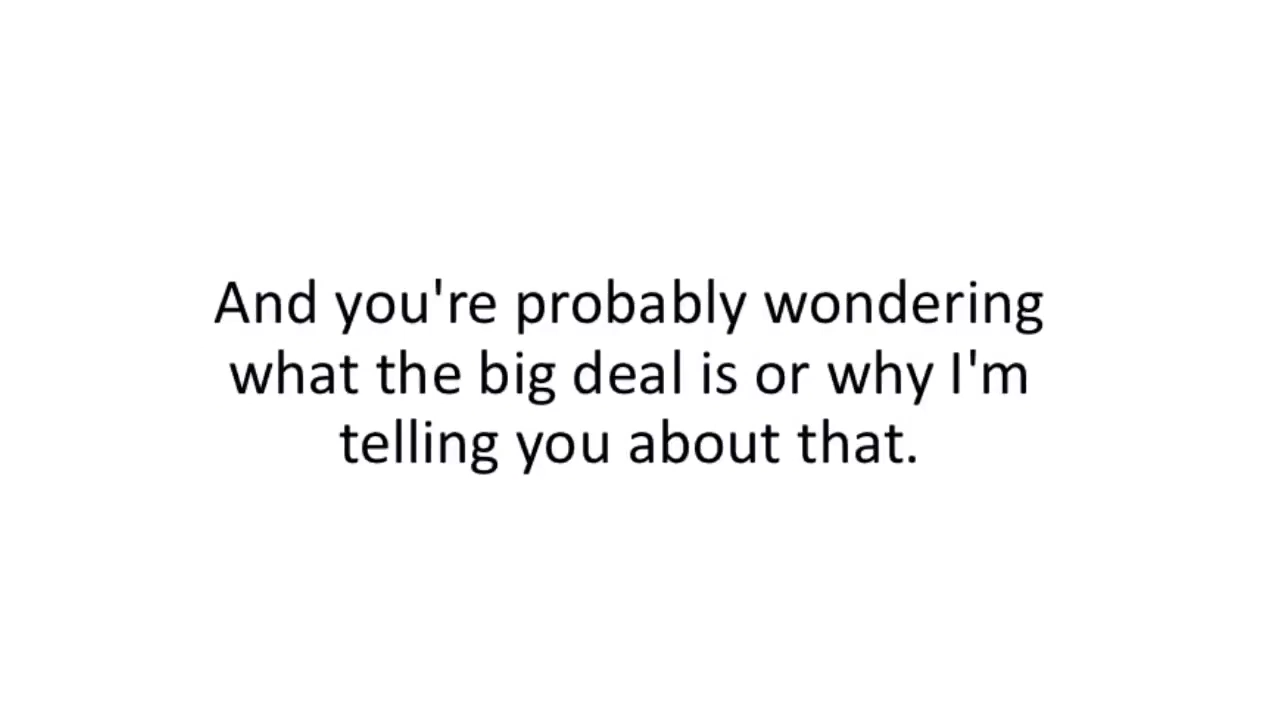 And you're probably wondering
what the big deal is or why I'm
telling you about that.